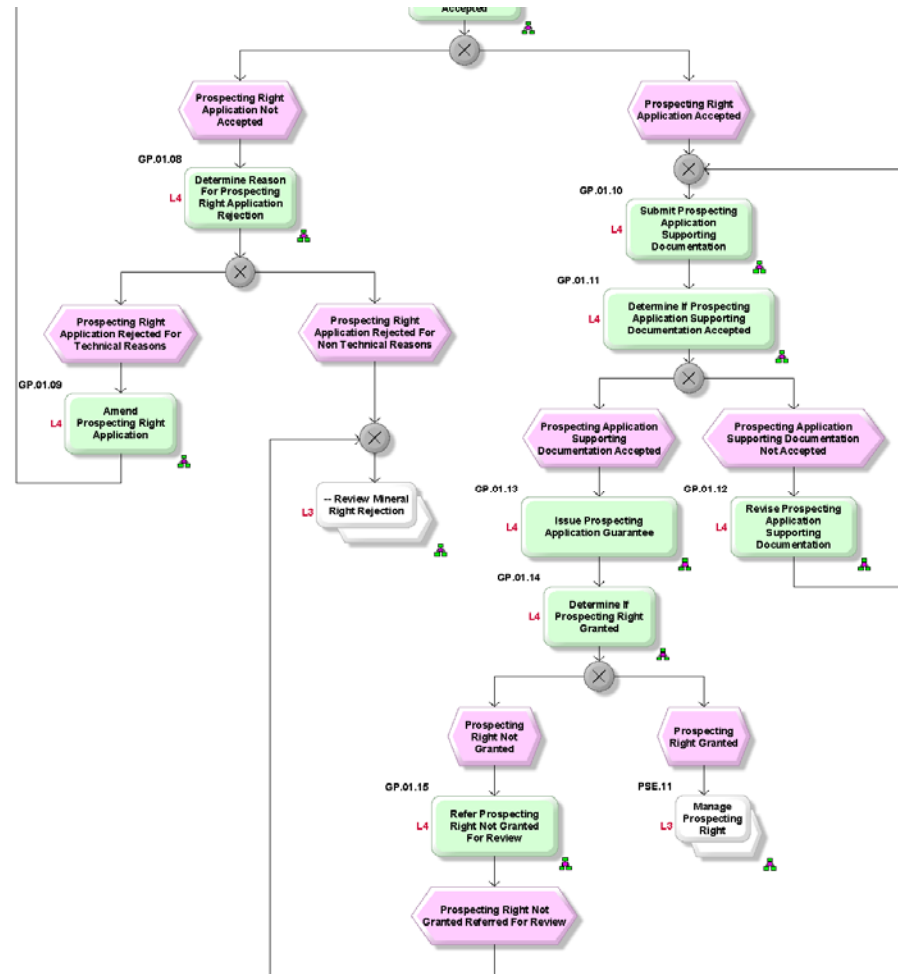 Accepted
Prospecting Right
Application Not
Accepted
Prospecting Right
Application Accepted
GP.01.08
L4
Determine Reason
For Prospecting
Right Application
Rejection
GP.01.10
L4
Submit Prospecting
Application
Supporting
Documentation
GP.01.11
L4
Determine If Prospecting
Application Supporting
Documentation Accepted
Prospecting Right
Application Rejected For
Technical Reasons
Prospecting Right
Application Rejected For
Non Technical Reasons
GP.01.09
L4
Amend
Prospecting Right
Application
Prospecting Application
Supporting
Documentation Accepted
Prospecting Application
Supporting Documentation
Not Accepted
L3
-- Review Mineral
Right Rejection
GP.01.13
L4
Issue Prospecting
Application Guarantee
GP.01.12
L4
Revise Prospecting
Application
Supporting
Documentation
GP.01.14
L4
Determine If
Prospecting Right
Granted
Prospecting
Right Not
Granted
Prospecting
Right Granted
GP.01.15
L4
Refer Prospecting
Right Not Granted
For Review
PSE.11
L3
Manage
Prospecting
Right
Prospecting Right Not
Granted Referred For Review